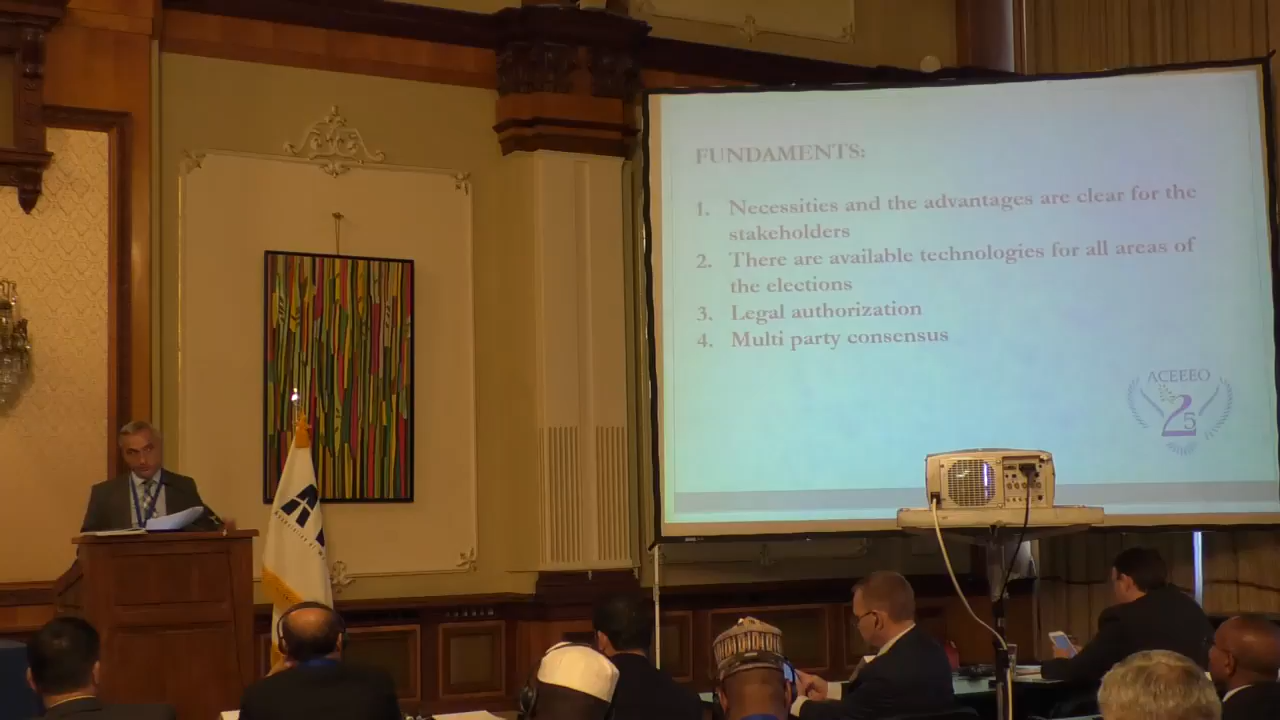 FUNDAMENTS:
1. Necessities and the advantages are clear for the
stakeholders
2. There are available technologies for all areas of
the elections
3. Legal authorization
4. Multi party consensus
ACEEEO
25